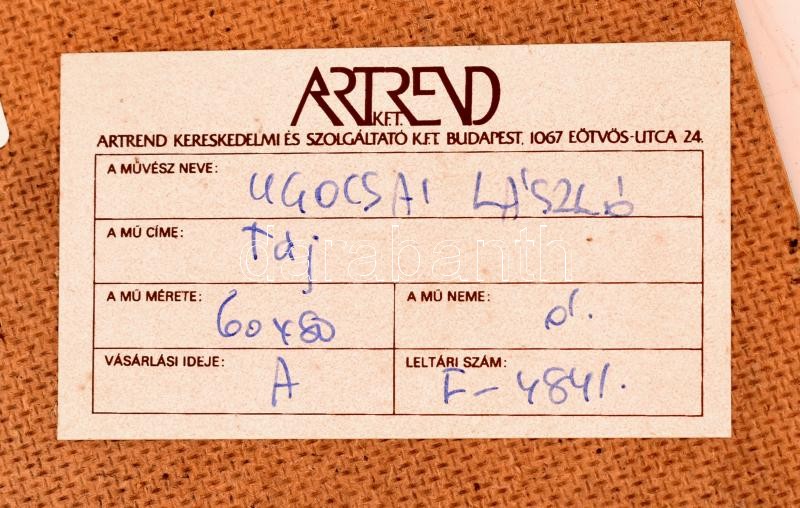 ARTREND
K.F.T.
ARTREND KERESKEDELMI ÉS SZOLGÁLTATÓ K.F.T. BUDAPEST, 1067 EÖTVÖS-UTCA 24.
A MŰVÉSZ NEVE: UGOCSAI LÁSZLÓ
A MŰ CÍME: Táj
darabanth
A MŰ MÉRETE: 60x80 A MŰ NEME: o.
VÁSÁRLÁSI IDEJE: A LELTÁRI SZÁM: F-4841.